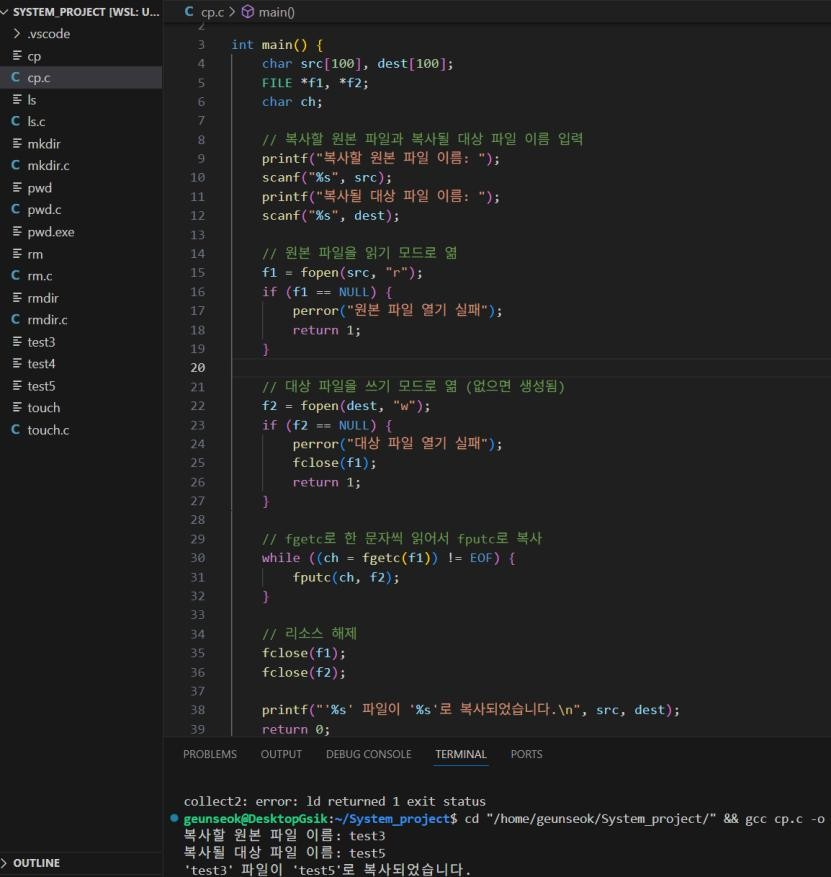 SYSTEM_PROJECT [WSL: U...
.vscode
cp
C cp.c
ls
C ls.c
mkdir
C mkdir.c
pwd
C pwd.c
pwd.exe
rm
C rm.c
rmdir
C rmdir.c
test3
test4
test5
touch
C touch.c
OUTLINE
C cp.c > main()
2
3 int main() {
4 char src[100], dest[100];
5 FILE *f1, *f2;
6 char ch;
7
8 // 복사할 원본 파일과 복사될 대상 파일 이름 입력
9 printf("복사할 원본 파일 이름: ");
10 scanf("%s", src);
11 printf("복사될 대상 파일 이름: ");
12 scanf("%s", dest);
13
14 // 원본 파일을 읽기 모드로 엶
15 f1 = fopen(src, "r");
16 if (f1 == NULL) {
17 perror("원본 파일 열기 실패");
18 return 1;
19 }
20
21 // 대상 파일을 쓰기 모드로 엶 (없으면 생성됨)
22 f2 = fopen(dest, "w");
23 if (f2 == NULL) {
24 perror("대상 파일 열기 실패");
25 fclose(f1);
26 return 1;
27 }
28
29 // fgetc로 한 문자씩 읽어서 fputc로 복사
30 while ((ch = fgetc(f1)) != EOF) {
31 fputc(ch, f2);
32 }
33
34 // 리소스 해제
35 fclose(f1);
36 fclose(f2);
37
38 printf("'%s' 파일이 '%s'로 복사되었습니다.\n", src, dest);
39 return 0;
PROBLEMS OUTPUT DEBUG CONSOLE TERMINAL PORTS
collect2: error: ld returned 1 exit status
geunseok@DesktopGsik:~/System_project$ cd "/home/geunseok/System_project/" && gcc cp.c -o
복사할 원본 파일 이름: test3
복사될 대상 파일 이름: test5
'test3' 파일이 'test5'로 복사되었습니다.